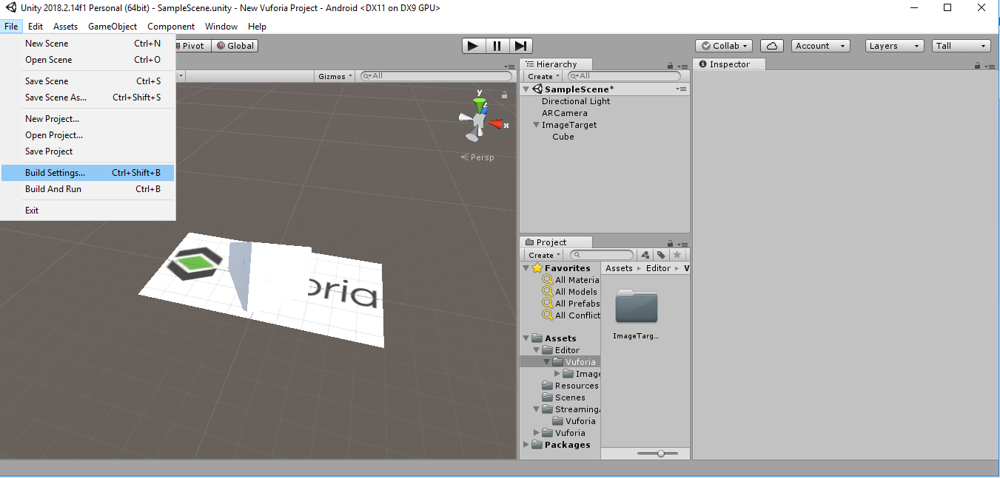 Unity 2018.2.14f1 Personal (64bit) - SampleScene.unity - New Vuforia Project - Android <DX11 on DX9 GPU>
File Edit Assets GameObject Component Window Help
New Scene Ctrl+N
Open Scene Ctrl+O
Save Scene Ctrl+S
Save Scene As... Ctrl+Shift+S
New Project...
Open Project...
Save Project
Build Settings... Ctrl+Shift+B
Build And Run Ctrl+B
Exit
Pivot Global
Collab Account Layers Tall
Gizmos All
y
z
x
Persp
oria
Hierarchy
Create All
SampleScene*
Directional Light
ARCamera
ImageTarget
Cube
Inspector
Project
Create
Favorites
All Materia
All Models
All Prefabs
All Conflict
Assets
Editor
Vuforia
Image
Resources
Scenes
StreamingA
Vuforia
Vuforia
Packages
Assets Editor V
ImageTarg...